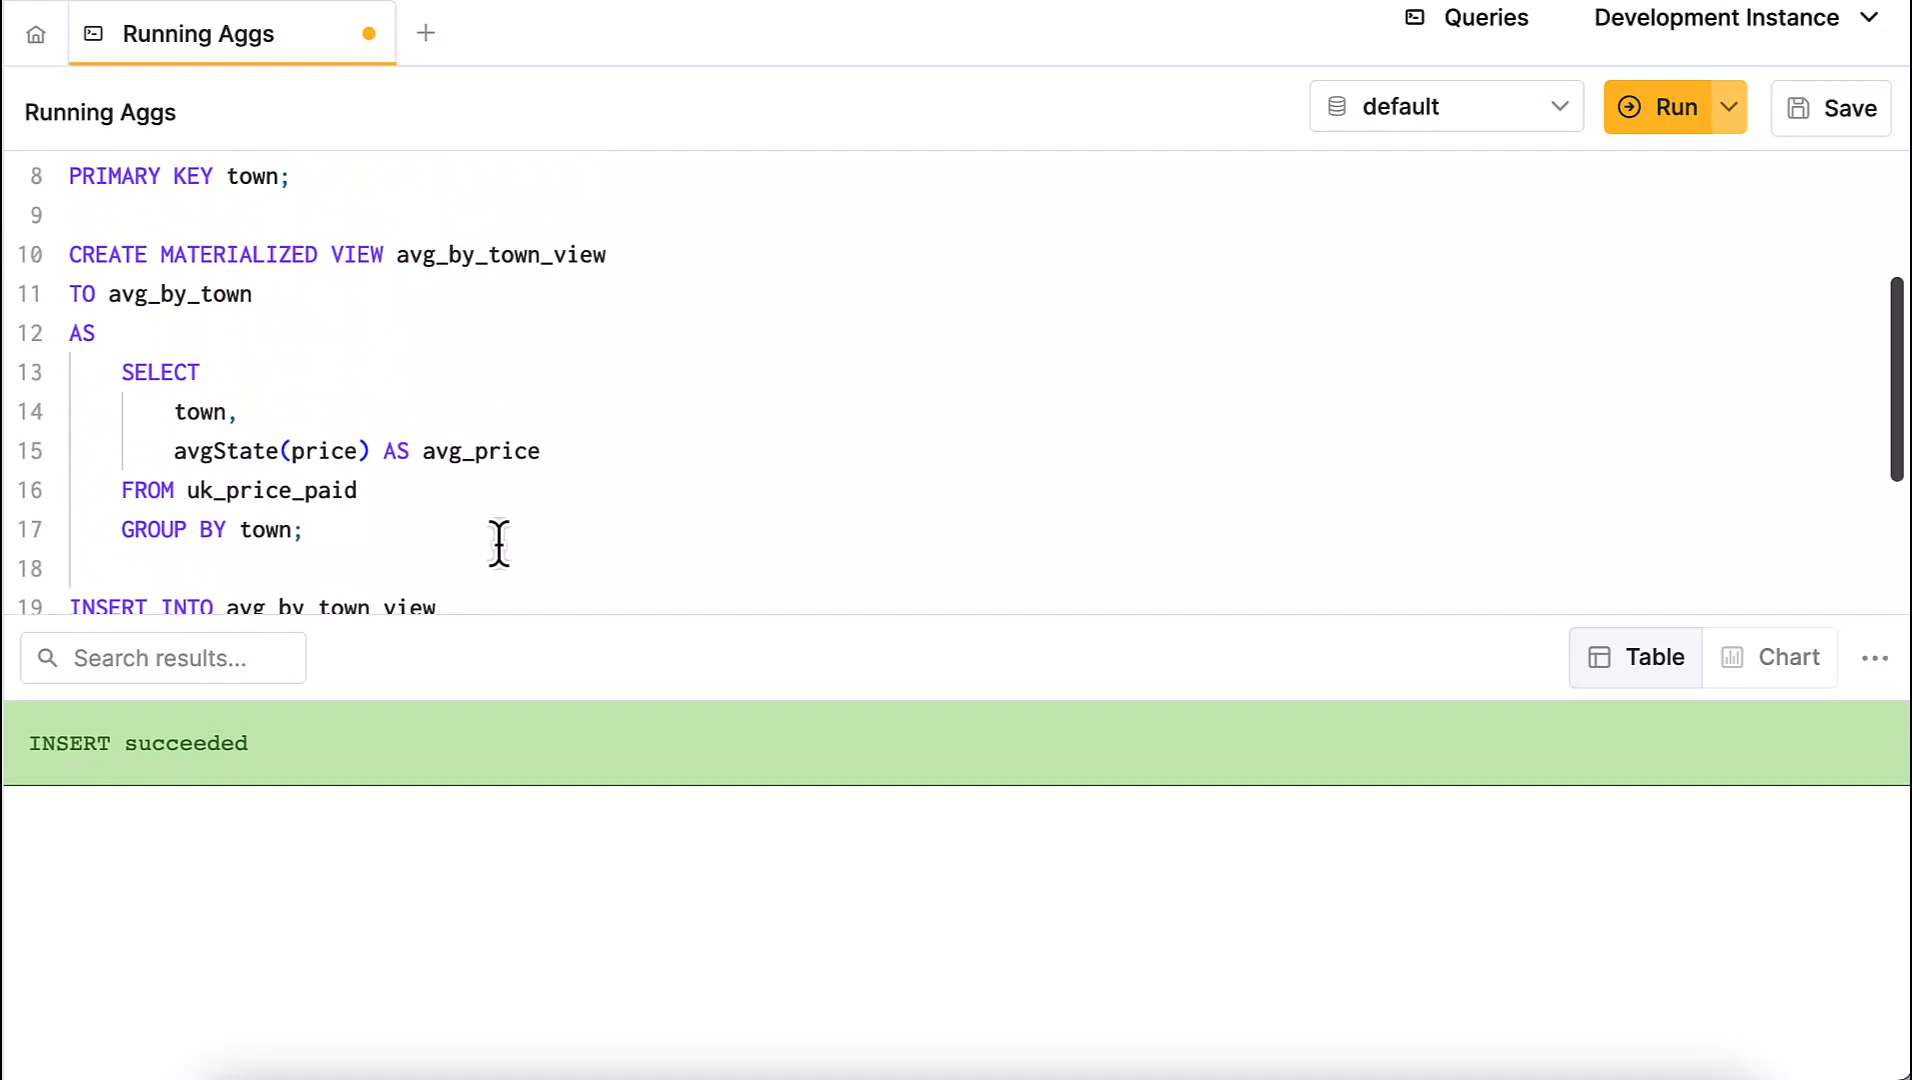 Running Aggs
Queries
Development Instance
Running Aggs
default
Run
Save
8 PRIMARY KEY town;
9
10 CREATE MATERIALIZED VIEW avg_by_town_view
11 TO avg_by_town
12 AS
13 SELECT
14 town,
15 avgState(price) AS avg_price
16 FROM uk_price_paid
17 GROUP BY town;
18
19 INSERT INTO avg_by_town_view
Search results...
Table
Chart
INSERT succeeded